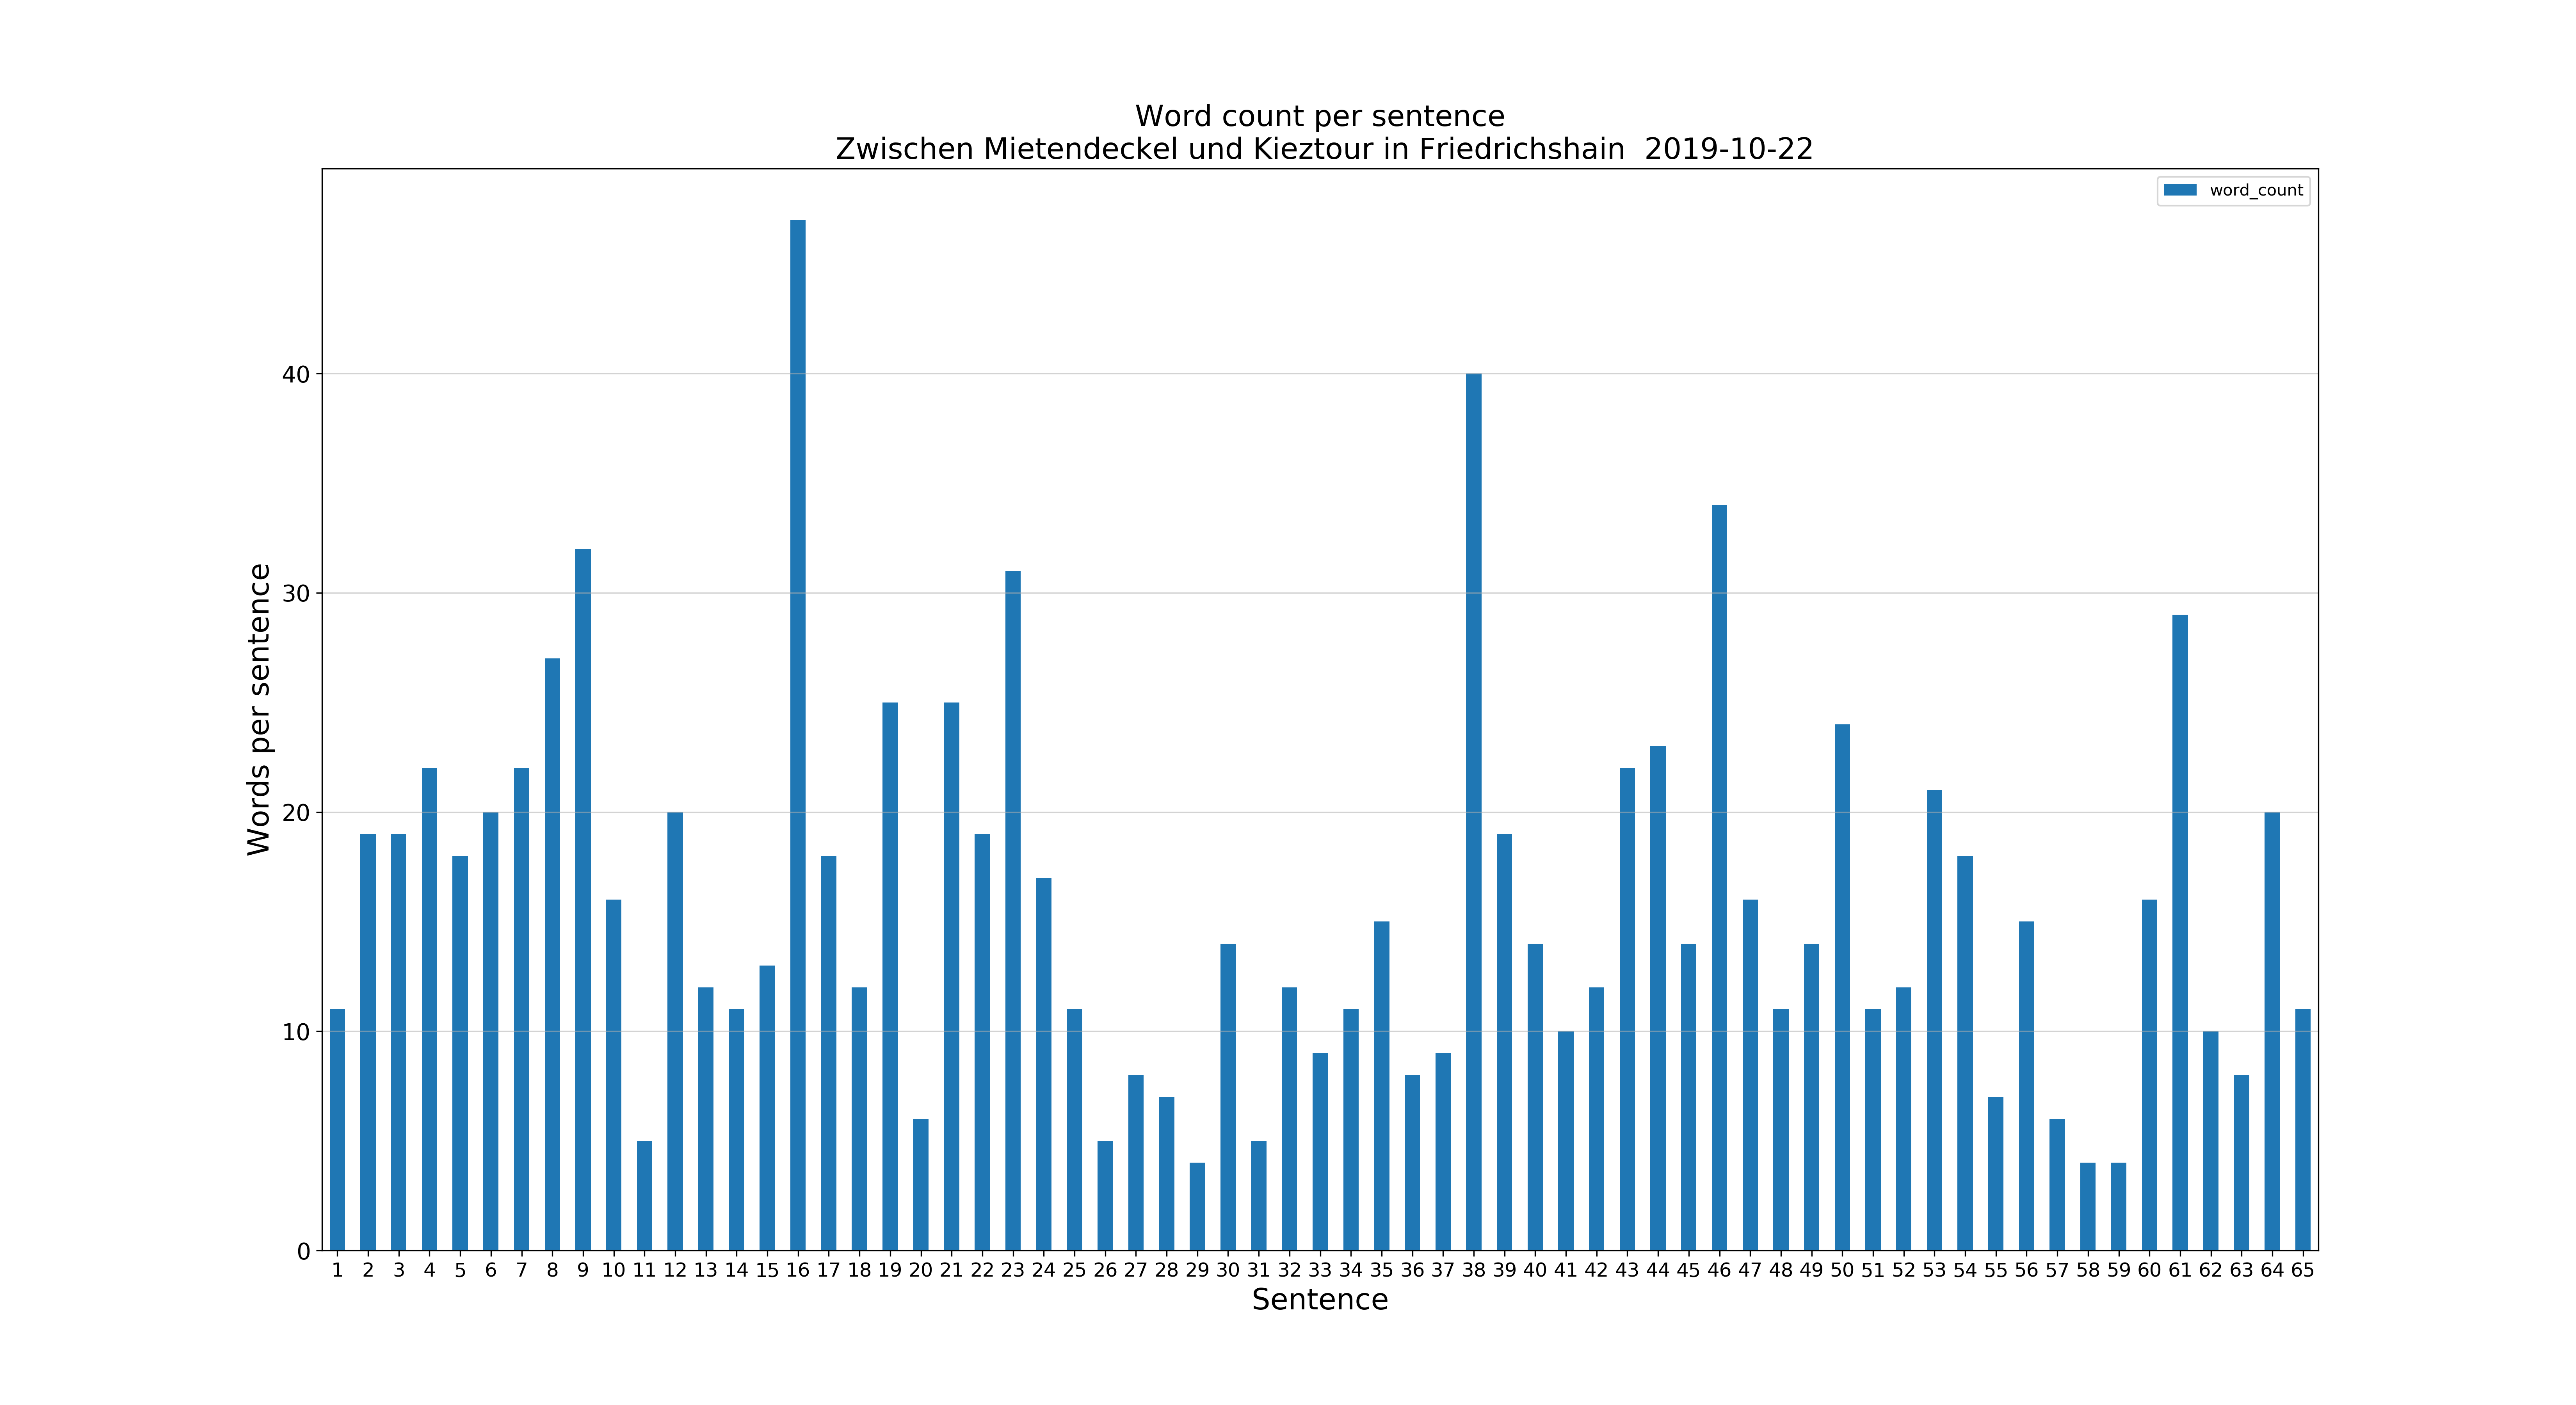 Word count per sentence
Zwischen Mietendeckel und Kieztour in Friedrichshain  2019-10-22
word_count
Words per sentence
40
30
20
10
0
1 2 3 4 5 6 7 8 9 10 11 12 13 14 15 16 17 18 19 20 21 22 23 24 25 26 27 28 29 30 31 32 33 34 35 36 37 38 39 40 41 42 43 44 45 46 47 48 49 50 51 52 53 54 55 56 57 58 59 60 61 62 63 64 65
Sentence